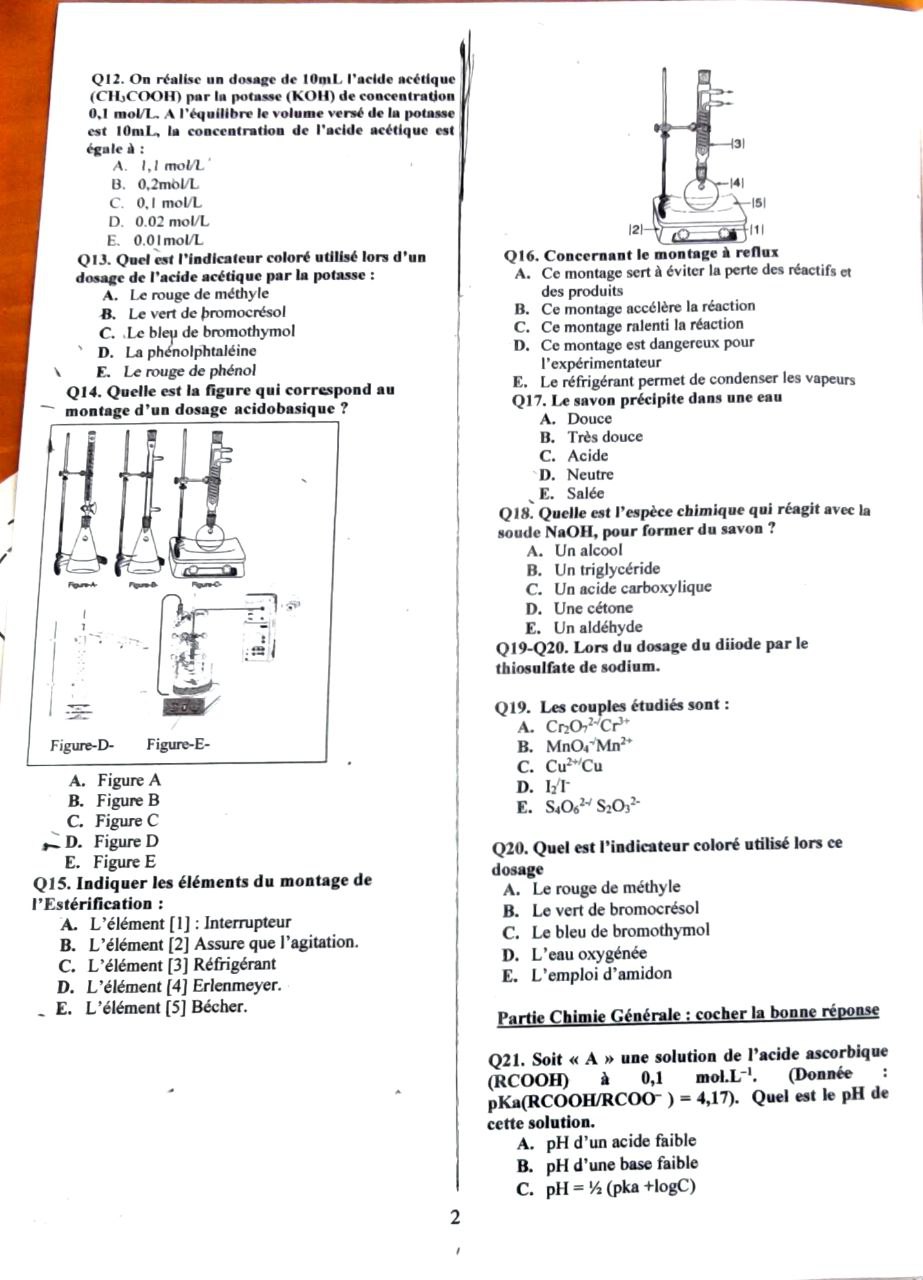 Q12. On réalise un dosage de 10mL l'acide acétique
(CH₃COOH) par la potasse (KOH) de concentration
0,1 mol/L. A l'équilibre le volume versé de la potasse
est 10mL, la concentration de l'acide acétique est
égale à :
A. 1,1 mol/L
B. 0,2mol/L
C. 0,1 mol/L
D. 0.02 mol/L
E. 0.01mol/L
Q13. Quel est l'indicateur coloré utilisé lors d'un
dosage de l'acide acétique par la potasse :
A. Le rouge de méthyle
B. Le vert de bromocrésol
C. Le bleu de bromothymol
D. La phénolphtaléine
E. Le rouge de phénol
Q14. Quelle est la figure qui correspond au
montage d'un dosage acidobasique ?
Figure-A- Figure-B- Figure-C-
Figure-D- Figure-E-
A. Figure A
B. Figure B
C. Figure C
D. Figure D
E. Figure E
Q15. Indiquer les éléments du montage de
l'Estérification :
A. L'élément [1] : Interrupteur
B. L'élément [2] Assure que l'agitation.
C. L'élément [3] Réfrigérant
D. L'élément [4] Erlenmeyer.
E. L'élément [5] Bécher.
|3|
|4|
|5|
|2| |1|
Q16. Concernant le montage à reflux
A. Ce montage sert à éviter la perte des réactifs et
des produits
B. Ce montage accélère la réaction
C. Ce montage ralenti la réaction
D. Ce montage est dangereux pour
l'expérimentateur
E. Le réfrigérant permet de condenser les vapeurs
Q17. Le savon précipite dans une eau
A. Douce
B. Très douce
C. Acide
D. Neutre
E. Salée
Q18. Quelle est l'espèce chimique qui réagit avec la
soude NaOH, pour former du savon ?
A. Un alcool
B. Un triglycéride
C. Un acide carboxylique
D. Une cétone
E. Un aldéhyde
Q19-Q20. Lors du dosage du diiode par le
thiosulfate de sodium.
Q19. Les couples étudiés sont :
A. Cr₂O₇²⁻/Cr³⁺
B. MnO₄⁻/Mn²⁺
C. Cu²⁺/Cu
D. I₂/I⁻
E. S₄O₆²⁻/ S₂O₃²⁻
Q20. Quel est l'indicateur coloré utilisé lors ce
dosage
A. Le rouge de méthyle
B. Le vert de bromocrésol
C. Le bleu de bromothymol
D. L'eau oxygénée
E. L'emploi d'amidon
Partie Chimie Générale : cocher la bonne réponse
Q21. Soit « A » une solution de l'acide ascorbique
(RCOOH) à 0,1 mol.L⁻¹. (Donnée :
pKa(RCOOH/RCOO⁻ ) = 4,17). Quel est le pH de
cette solution.
A. pH d'un acide faible
B. pH d'une base faible
C. pH = ½ (pka +logC)
2